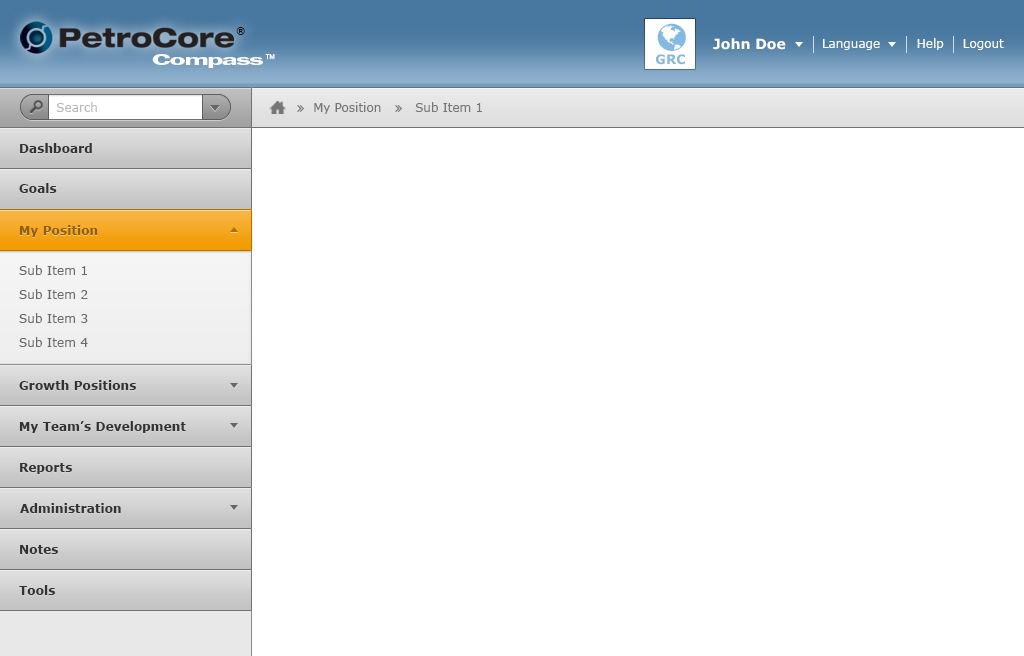 PetroCore®
Compass™
GRC
John Doe
Language
Help
Logout
Search
» My Position » Sub Item 1
Dashboard
Goals
My Position
Sub Item 1
Sub Item 2
Sub Item 3
Sub Item 4
Growth Positions
My Team’s Development
Reports
Administration
Notes
Tools